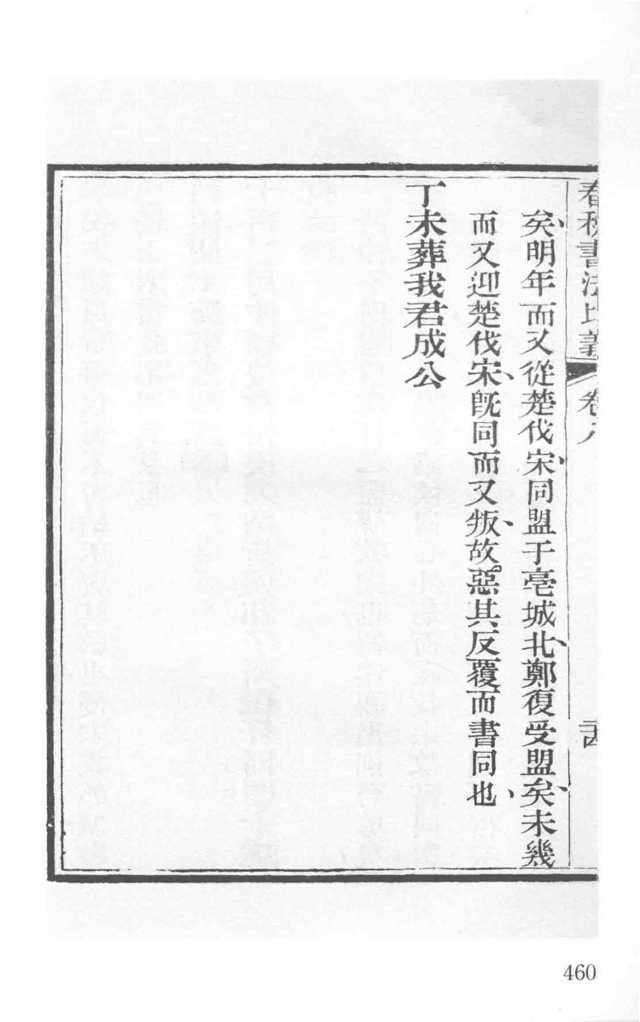 春秋書法比義 卷八 二十四
矣、明年而又從楚伐宋、同盟于亳城北、鄭復受盟矣、未幾
而又迎楚伐宋、旣同而又叛、故惡其反覆而書同也、
丁未葬我君成公
460